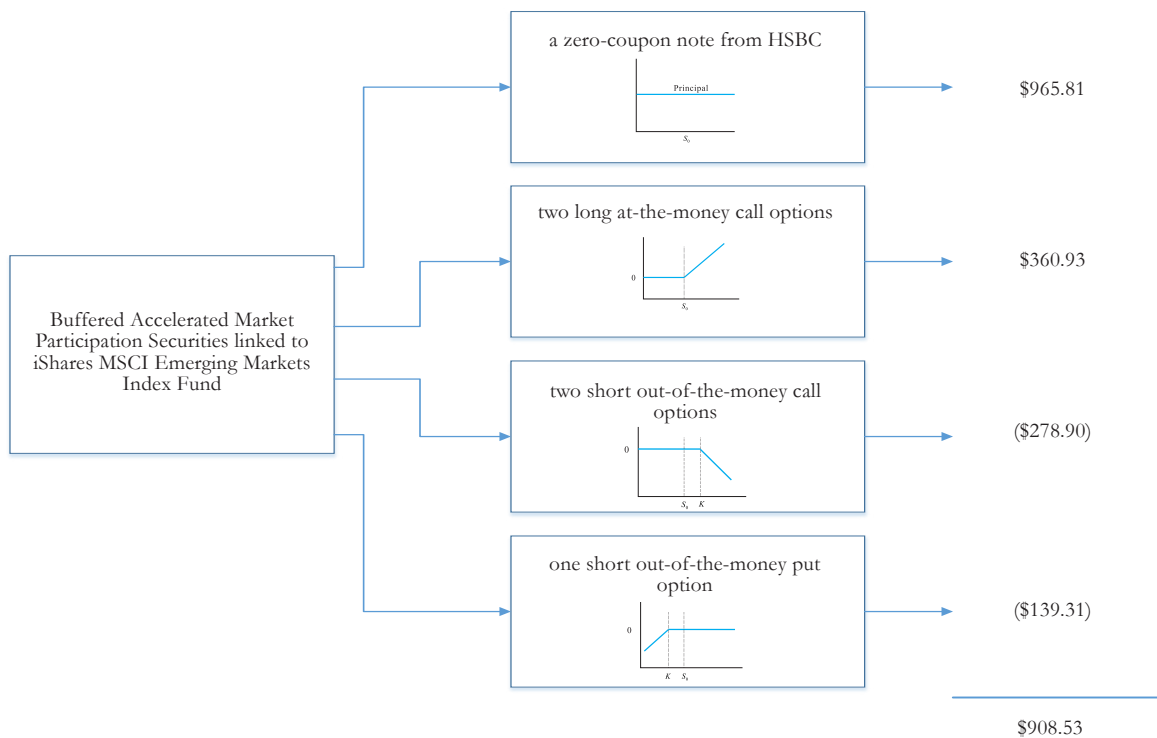 a zero-coupon note from HSBC
Principal
S₀
$965.81
two long at-the-money call options
0
S₀
$360.93
Buffered Accelerated Market
Participation Securities linked to
iShares MSCI Emerging Markets
Index Fund
two short out-of-the-money call
options
0
S₀ K
($278.90)
one short out-of-the-money put
option
0
K S₀
($139.31)
$908.53